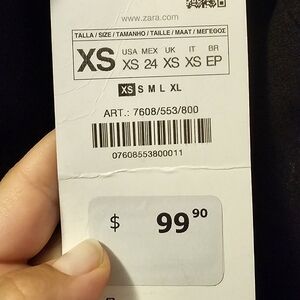 www.zara.com
TALLA / SIZE / TAMANHO / TAILLE / MAAT / ΜΕΓΕΘΟΣ
XS
USA MEX UK IT BR
XS 24 XS XS EP
XS S M L XL
ART.: 7608/553/800
07608553800011
$ 99 90